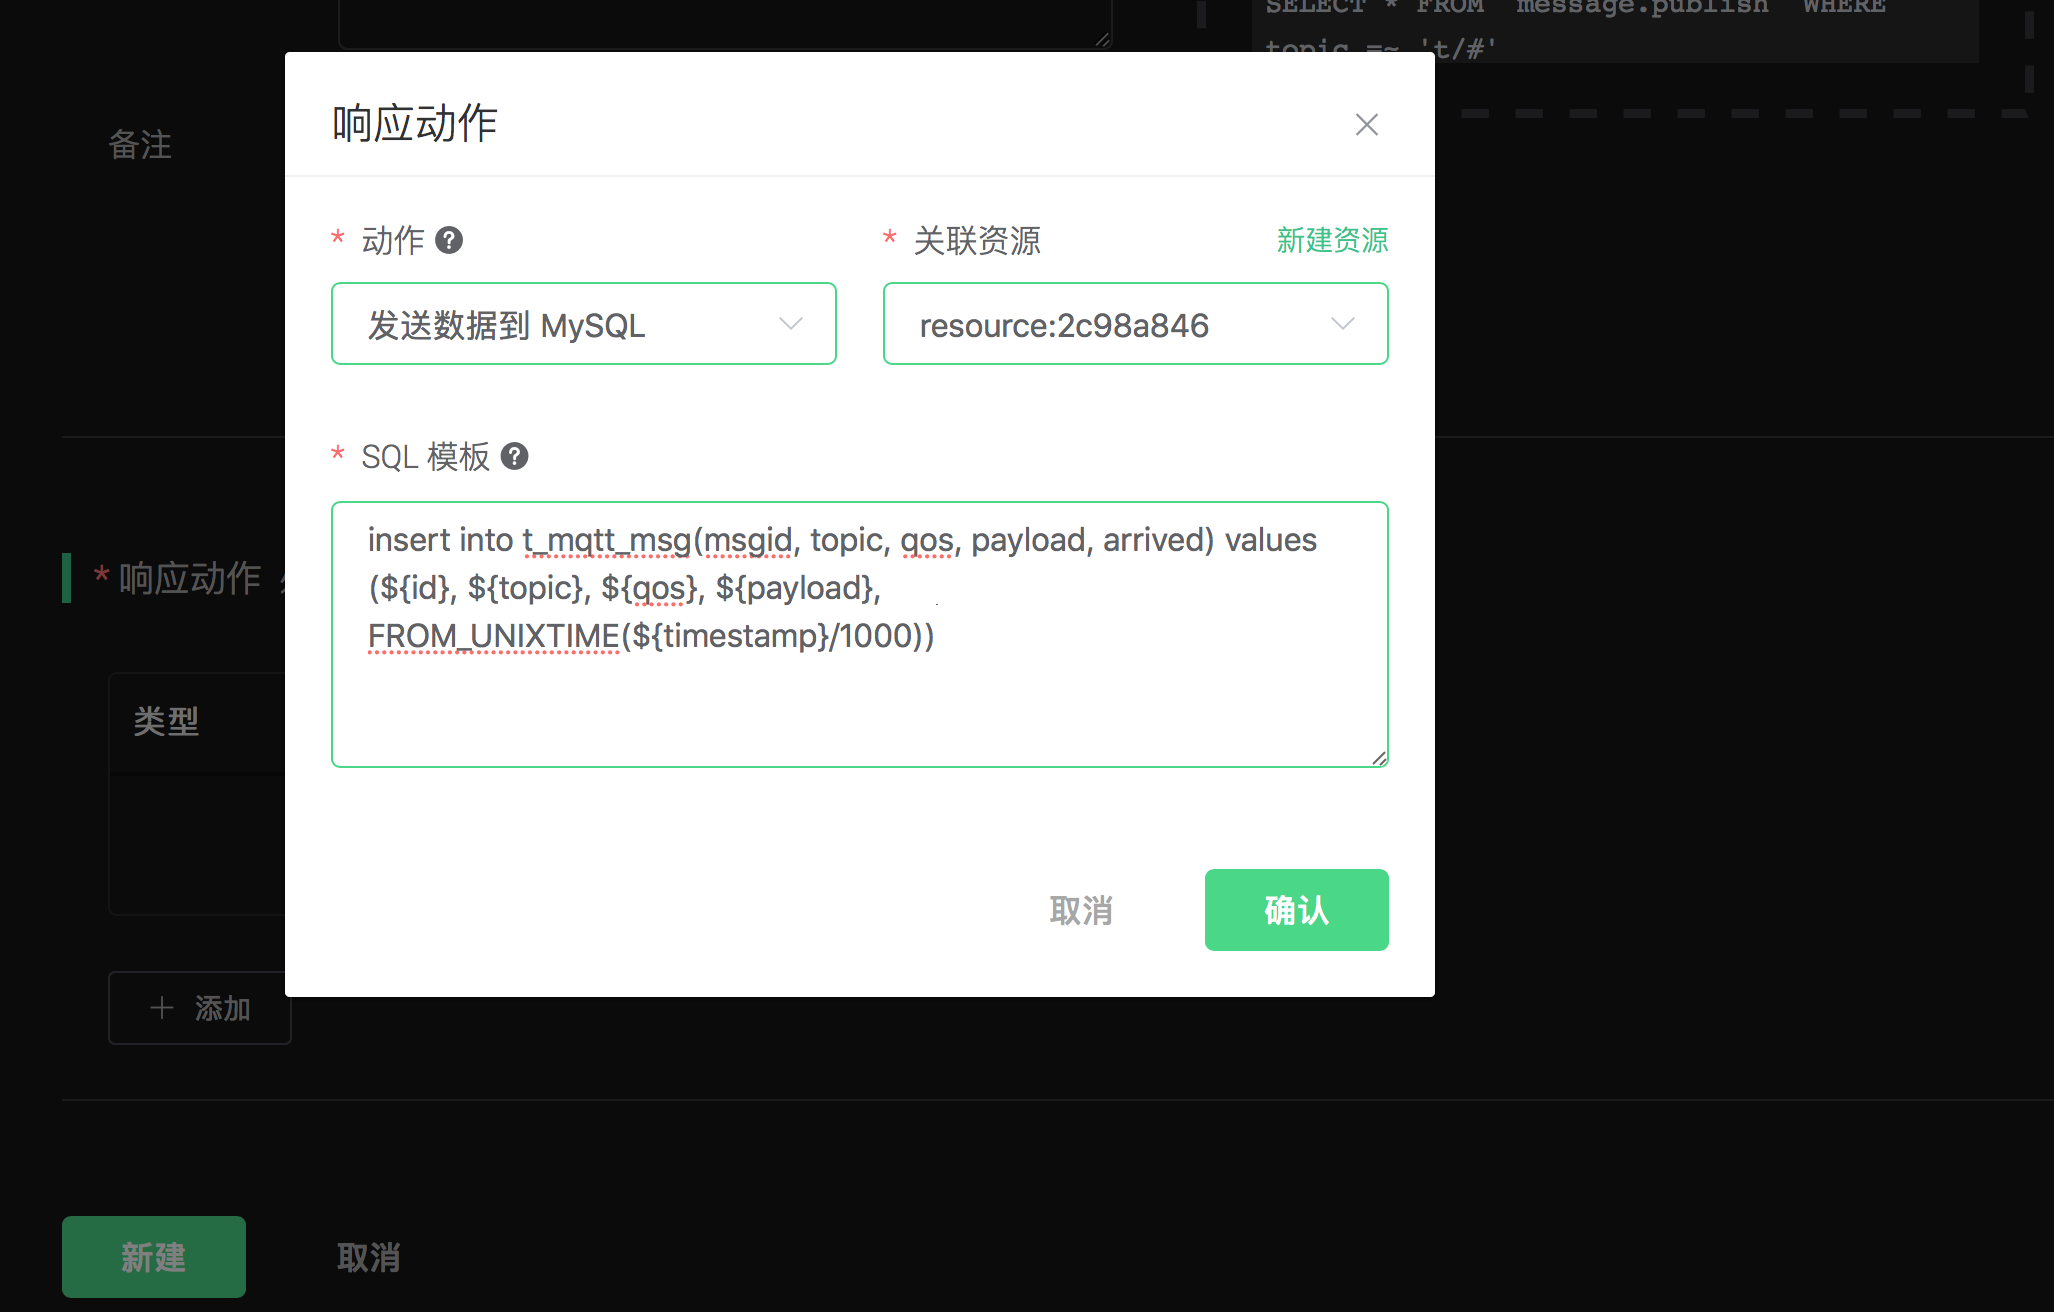 SELECT * FROM "message.publish" WHERE
topic =~ 't/#'
备注
响应动作
* 动作
* 关联资源
新建资源
发送数据到 MySQL
resource:2c98a846
* SQL 模板
insert into t_mqtt_msg(msgid, topic, qos, payload, arrived) values
(${id}, ${topic}, ${qos}, ${payload},
FROM_UNIXTIME(${timestamp}/1000))
* 响应动作
类型
取消
确认
添加
新建
取消